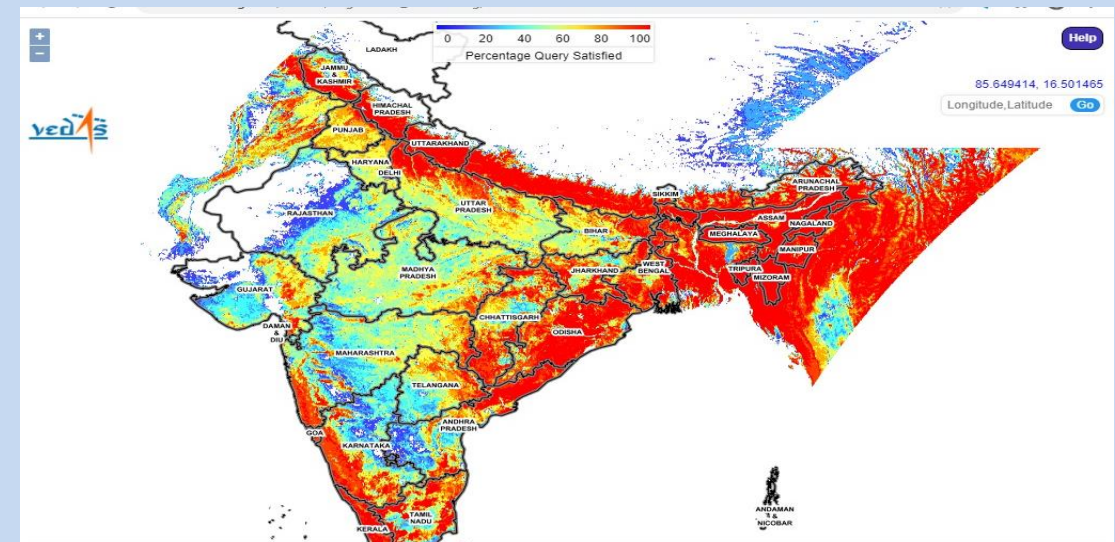 +
−
0 20 40 60 80 100
Percentage Query Satisfied
Help
85.649414, 16.501465
Longitude,Latitude Go
vedAs
LADAKH
JAMMU
&
KASHMIR
HIMACHAL
PRADESH
PUNJAB
UTTARAKHAND
HARYANA
DELHI
RAJASTHAN
UTTAR
PRADESH
SIKKIM
ARUNACHAL
PRADESH
ASSAM
NAGALAND
BIHAR
MEGHALAYA
MANIPUR
MADHYA
PRADESH
JHARKHAND
WEST
BENGAL
TRIPURA
MIZORAM
GUJARAT
CHHATTISGARH
DAMAN
&
DIU
ODISHA
MAHARASHTRA
TELANGANA
ANDHRA
PRADESH
GOA
KARNATAKA
TAMIL
NADU
KERALA
ANDAMAN
&
NICOBAR